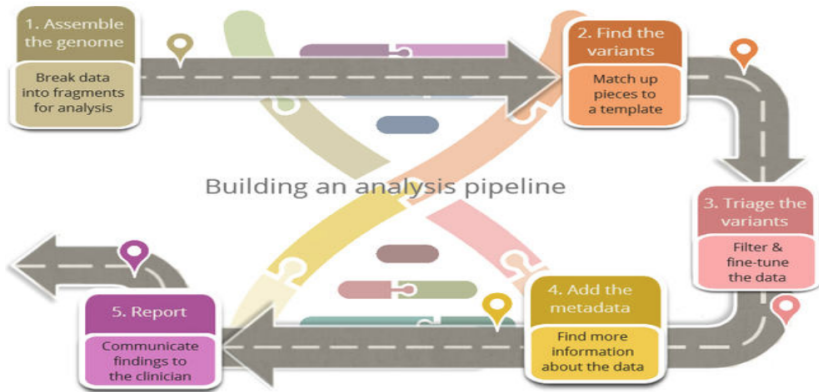 1. Assemble
the genome
Break data
into fragments
for analysis
2. Find the
variants
Match up
pieces to
a template
Building an analysis pipeline
3. Triage the
variants
Filter &
fine-tune
the data
4. Add the
metadata
Find more
information
about the data
5. Report
Communicate
findings to
the clinician